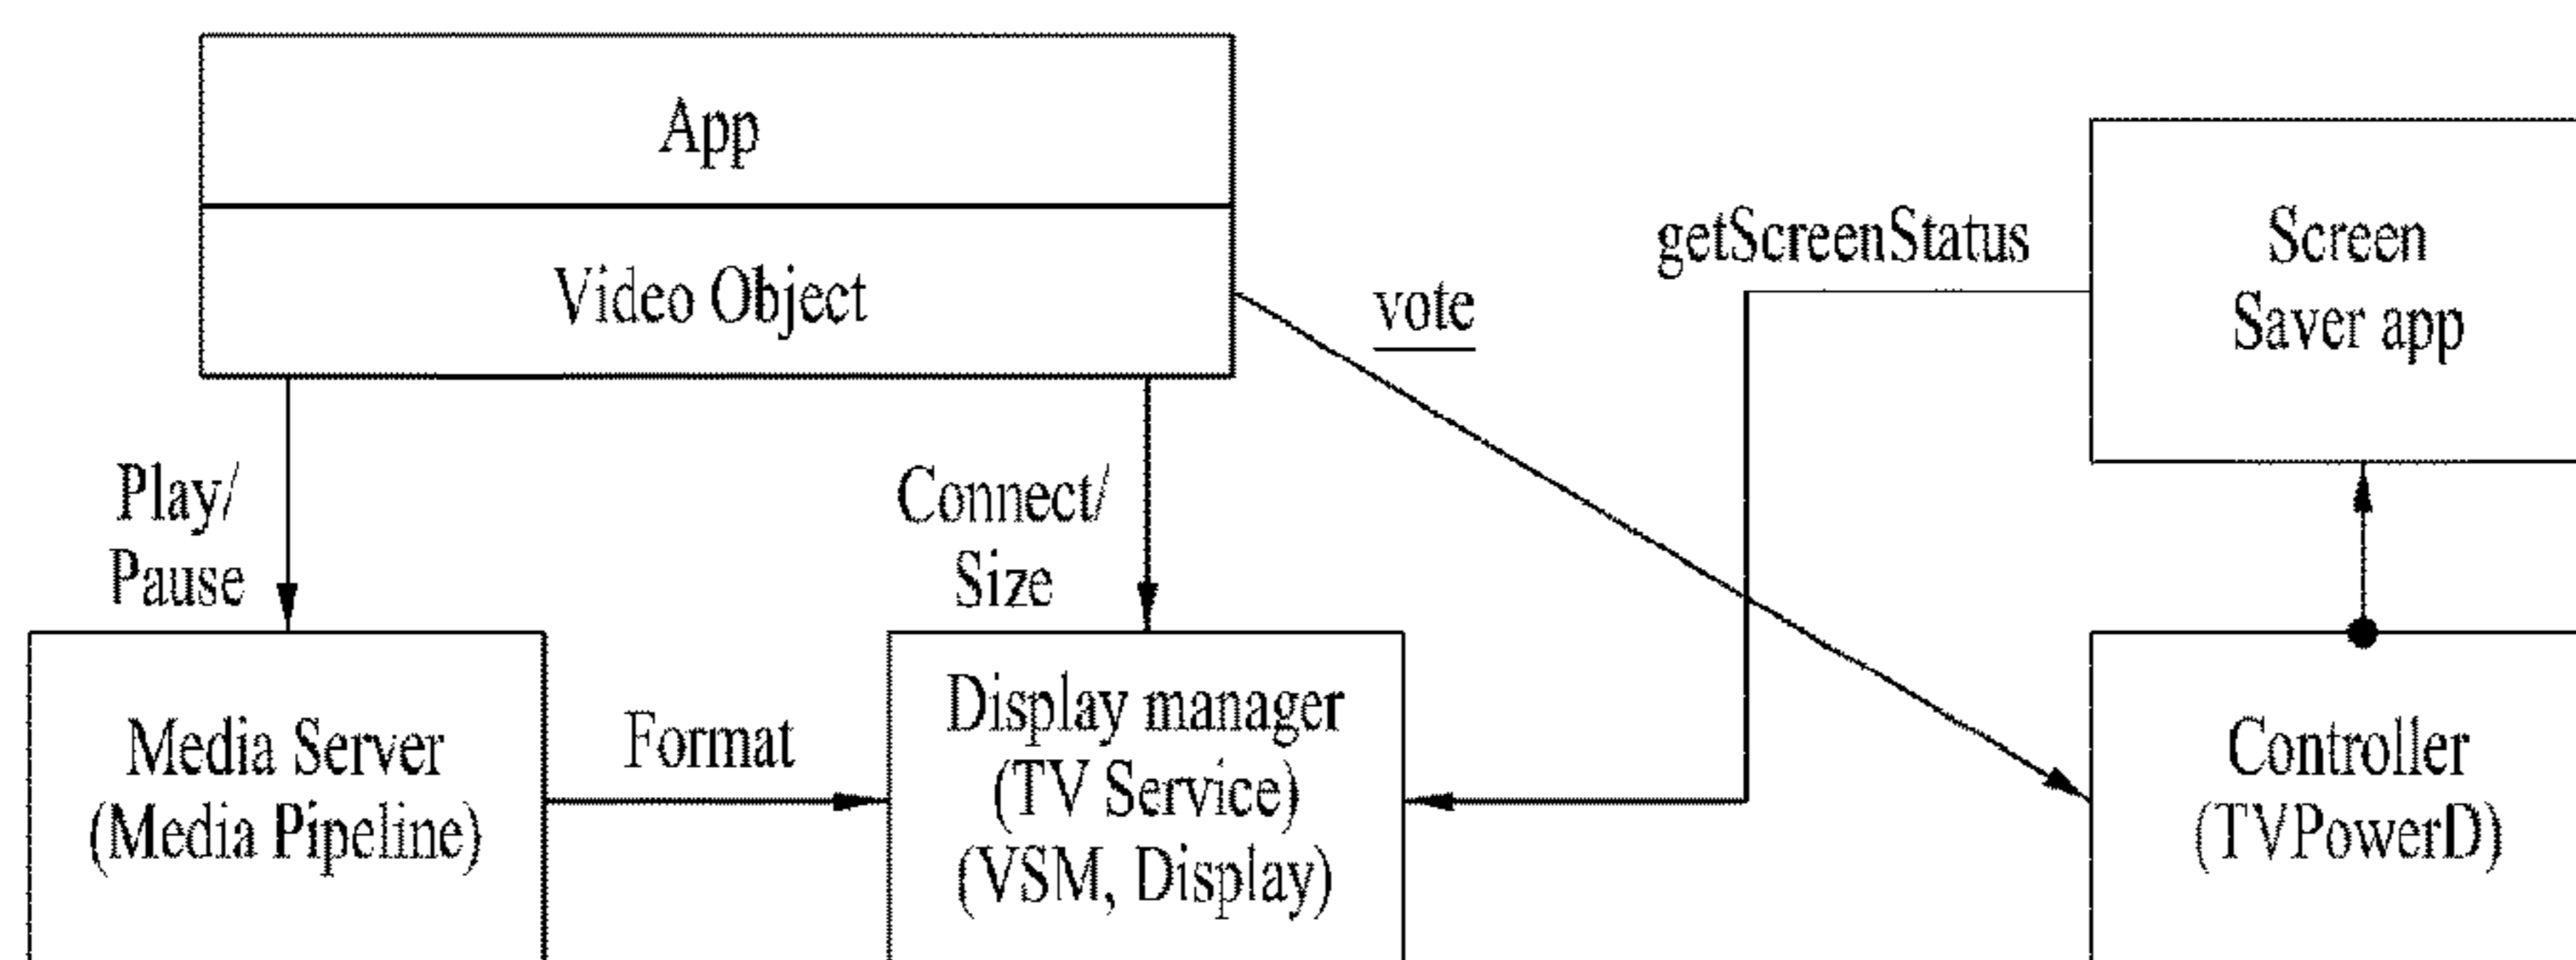 App
Video Object
vote
getScreenStatus
Screen
Saver app
Play/
Pause
Connect/
Size
Media Server
(Media Pipeline)
Format
Display manager
(TV Service)
(VSM, Display)
Controller
(TVPowerD)